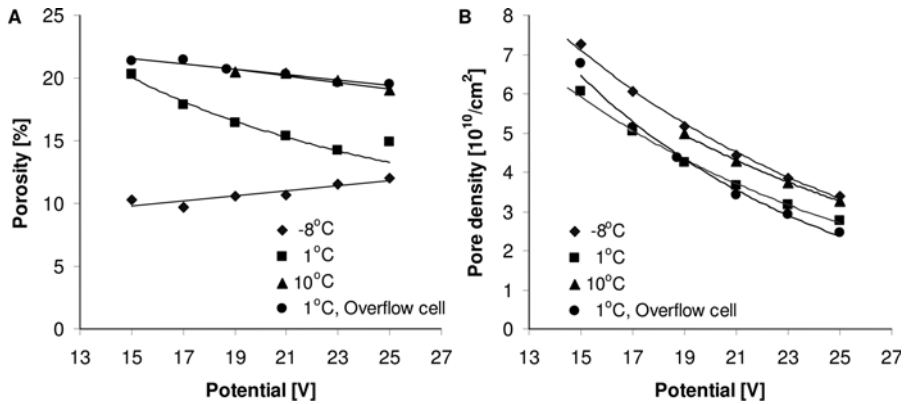 A
Porosity [%]
25
20
15
10
5
0
-8°C
1°C
10°C
1°C, Overflow cell
13 15 17 19 21 23 25 27
Potential [V]
B
Pore density [10¹⁰/cm²]
8
7
6
5
4
3
2
1
0
-8°C
1°C
10°C
1°C, Overflow cell
13 15 17 19 21 23 25 27
Potential [V]